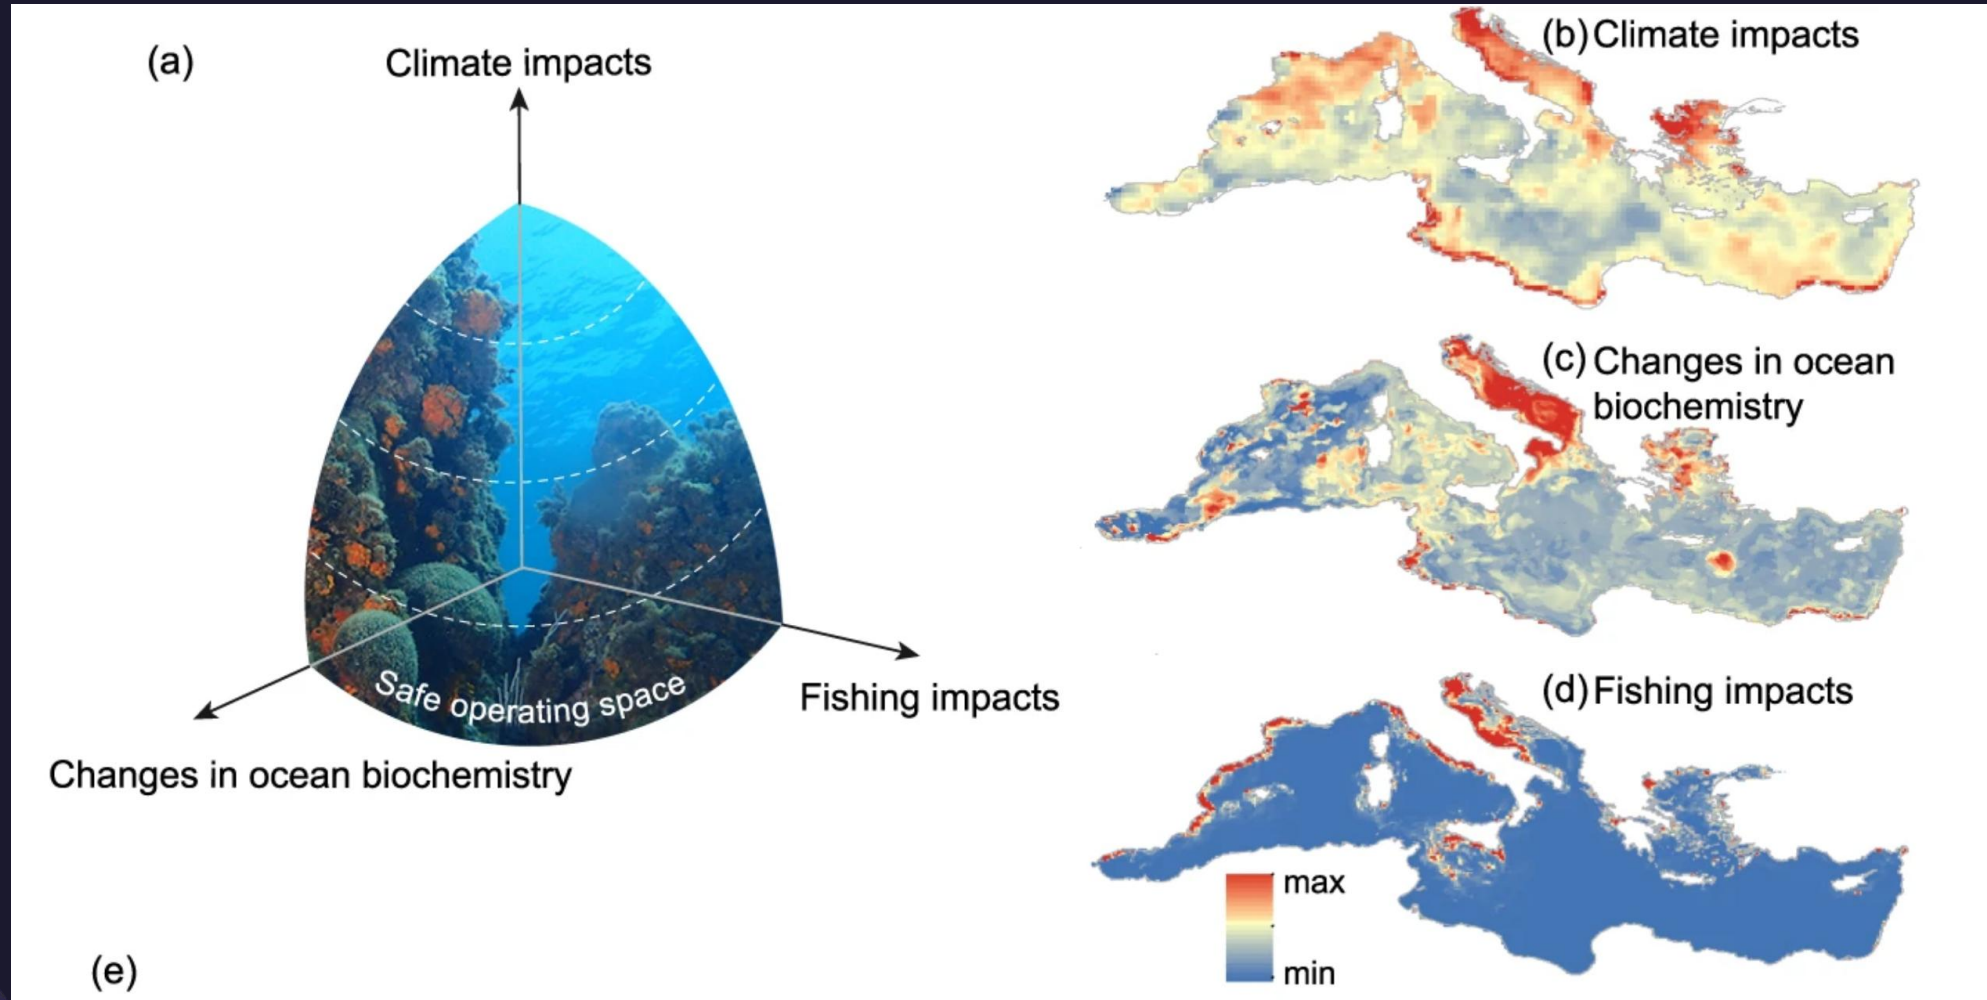 (a)
Climate impacts
Safe operating space
Fishing impacts
Changes in ocean biochemistry
(b) Climate impacts
(c) Changes in ocean
biochemistry
(d) Fishing impacts
max
min
(e)